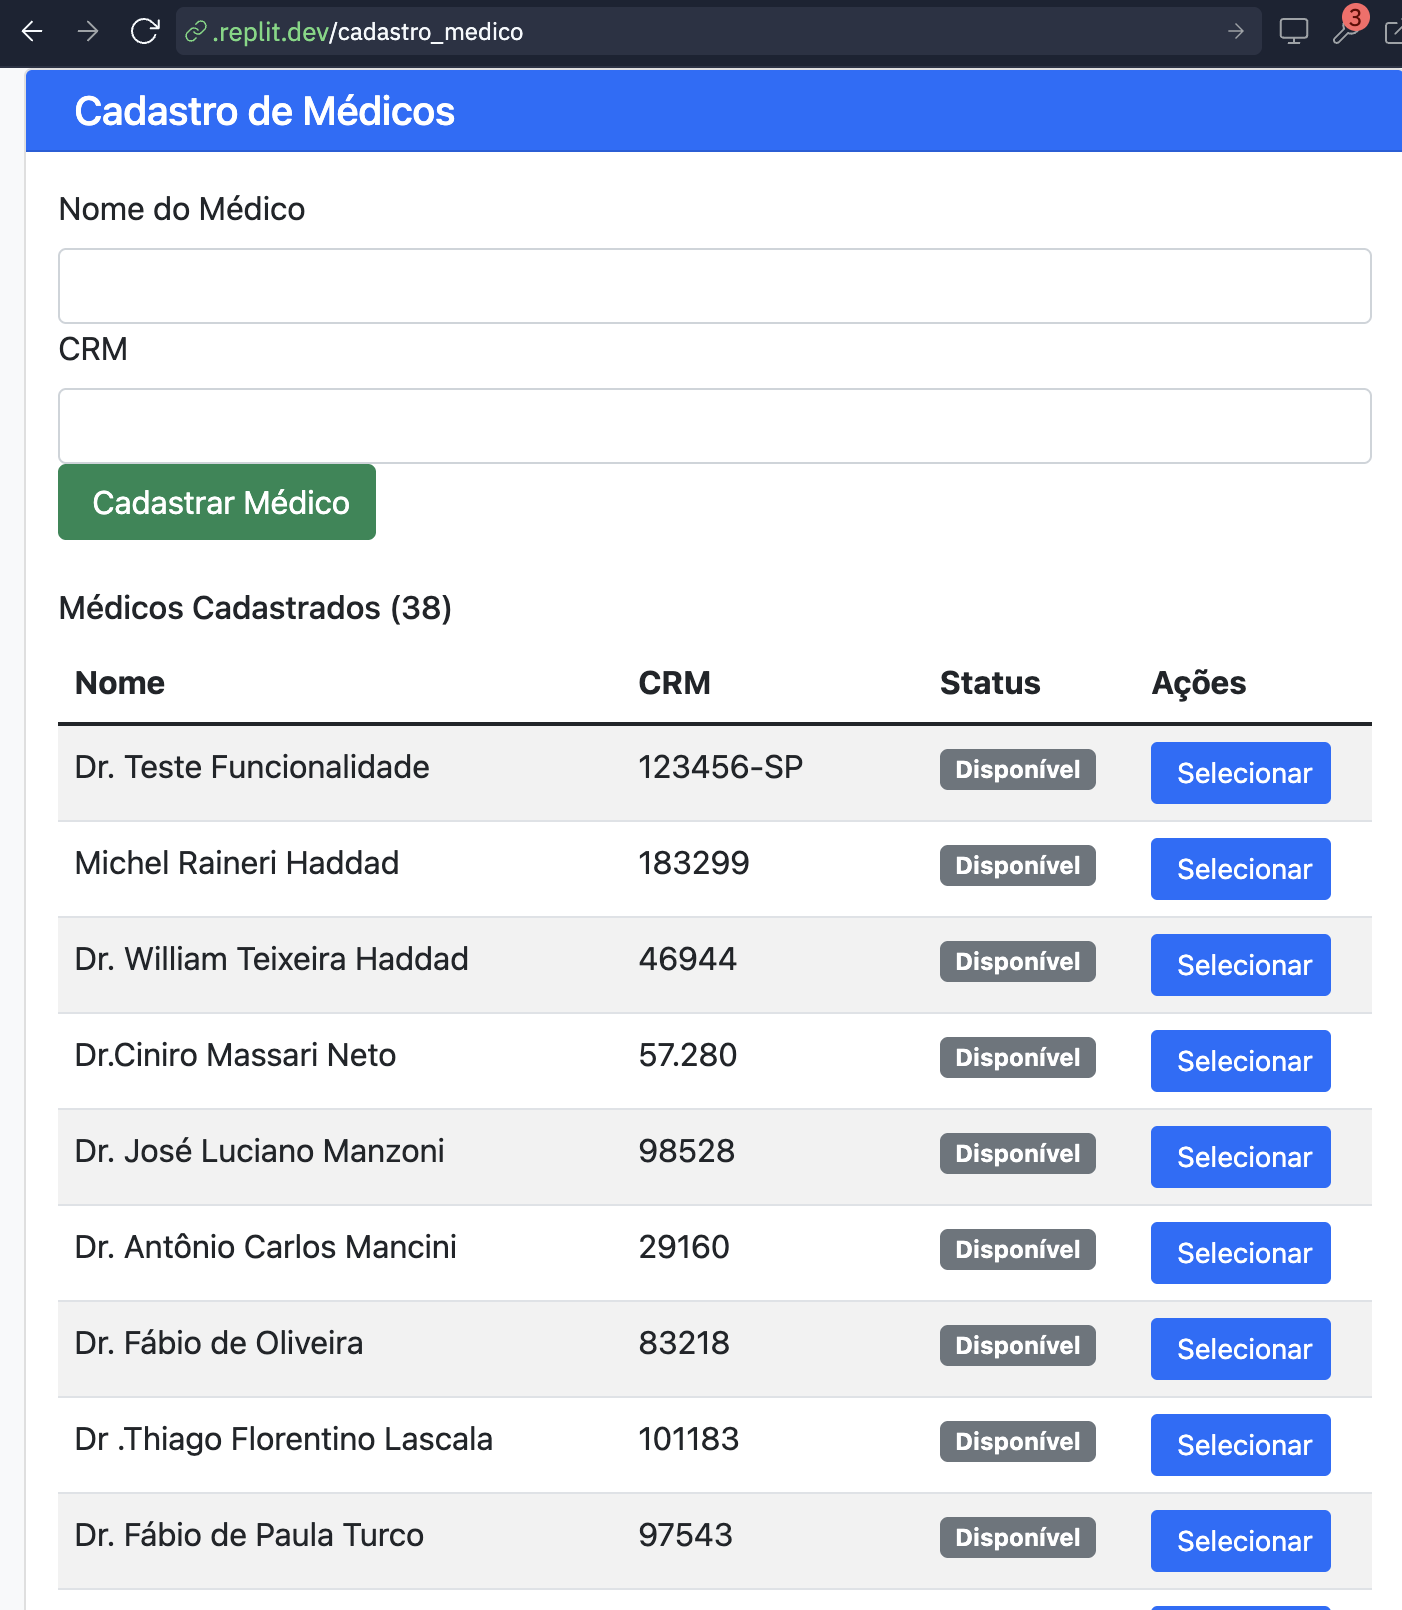 .replit.dev/cadastro_medico
3
Cadastro de Médicos
Nome do Médico
CRM
Cadastrar Médico
Médicos Cadastrados (38)
Nome CRM Status Ações
Dr. Teste Funcionalidade 123456-SP Disponível Selecionar
Michel Raineri Haddad 183299 Disponível Selecionar
Dr. William Teixeira Haddad 46944 Disponível Selecionar
Dr.Ciniro Massari Neto 57.280 Disponível Selecionar
Dr. José Luciano Manzoni 98528 Disponível Selecionar
Dr. Antônio Carlos Mancini 29160 Disponível Selecionar
Dr. Fábio de Oliveira 83218 Disponível Selecionar
Dr .Thiago Florentino Lascala 101183 Disponível Selecionar
Dr. Fábio de Paula Turco 97543 Disponível Selecionar